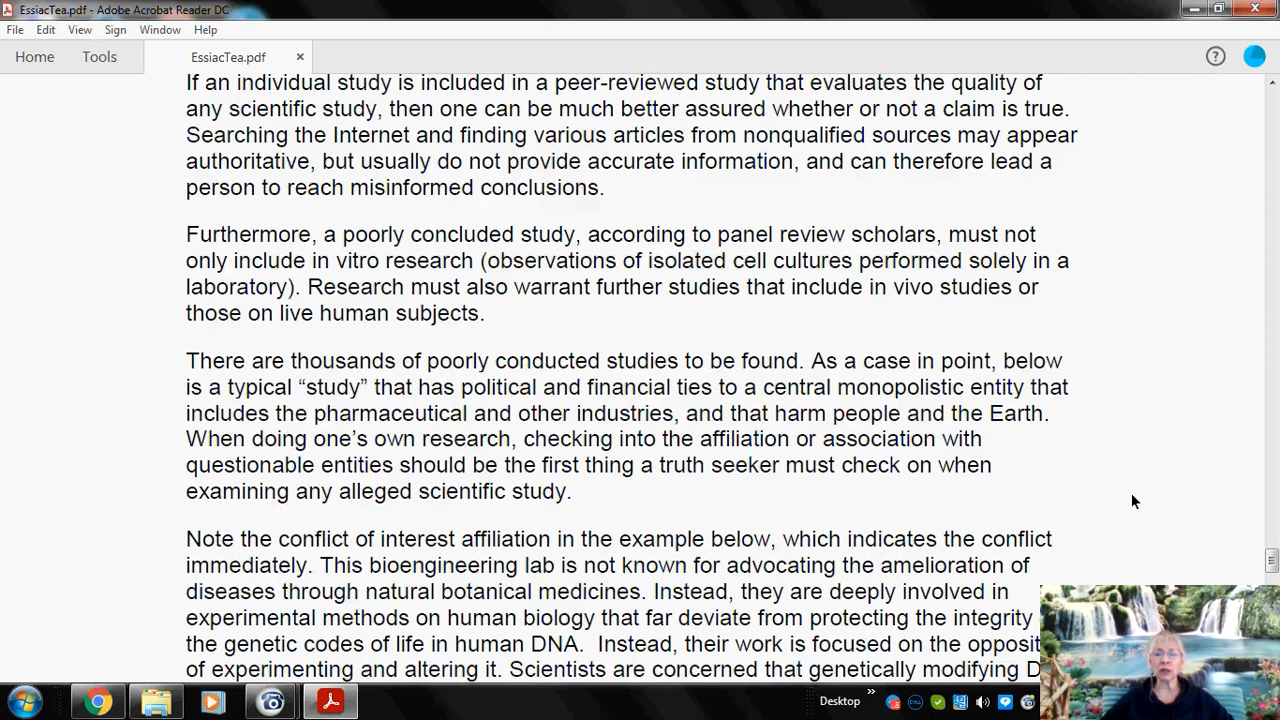 EssiacTea.pdf - Adobe Acrobat Reader DC
File Edit View Sign Window Help
Home Tools EssiacTea.pdf × ?
If an individual study is included in a peer-reviewed study that evaluates the quality of
any scientific study, then one can be much better assured whether or not a claim is true.
Searching the Internet and finding various articles from nonqualified sources may appear
authoritative, but usually do not provide accurate information, and can therefore lead a
person to reach misinformed conclusions.
Furthermore, a poorly concluded study, according to panel review scholars, must not
only include in vitro research (observations of isolated cell cultures performed solely in a
laboratory). Research must also warrant further studies that include in vivo studies or
those on live human subjects.
There are thousands of poorly conducted studies to be found. As a case in point, below
is a typical “study” that has political and financial ties to a central monopolistic entity that
includes the pharmaceutical and other industries, and that harm people and the Earth.
When doing one’s own research, checking into the affiliation or association with
questionable entities should be the first thing a truth seeker must check on when
examining any alleged scientific study.
Note the conflict of interest affiliation in the example below, which indicates the conflict
immediately. This bioengineering lab is not known for advocating the amelioration of
diseases through natural botanical medicines. Instead, they are deeply involved in
experimental methods on human biology that far deviate from protecting the integrity
the genetic codes of life in human DNA. Instead, their work is focused on the opposit
of experimenting and altering it. Scientists are concerned that genetically modifying D
Desktop »